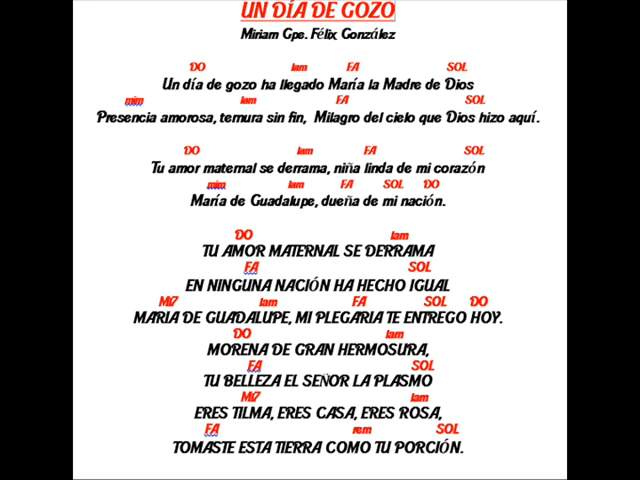 UN DÍA DE GOZO
Miriam Gpe. Félix González
DO lam FA SOL
Un día de gozo ha llegado María la Madre de Dios
mim lam FA SOL
Presencia amorosa, ternura sin fin, Milagro del cielo que Dios hizo aquí.
DO lam FA SOL
Tu amor maternal se derrama, niña linda de mi corazón
mim lam FA SOL DO
María de Guadalupe, dueña de mi nación.
DO lam
TU AMOR MATERNAL SE DERRAMA
FA SOL
EN NINGUNA NACIÓN HA HECHO IGUAL
MI7 lam FA SOL DO
MARIA DE GUADALUPE, MI PLEGARIA TE ENTREGO HOY.
DO lam
MORENA DE GRAN HERMOSURA,
FA SOL
TU BELLEZA EL SEÑOR LA PLASMO
MI7 lam
ERES TILMA, ERES CASA, ERES ROSA,
FA rem SOL
TOMASTE ESTA TIERRA COMO TU PORCIÓN.